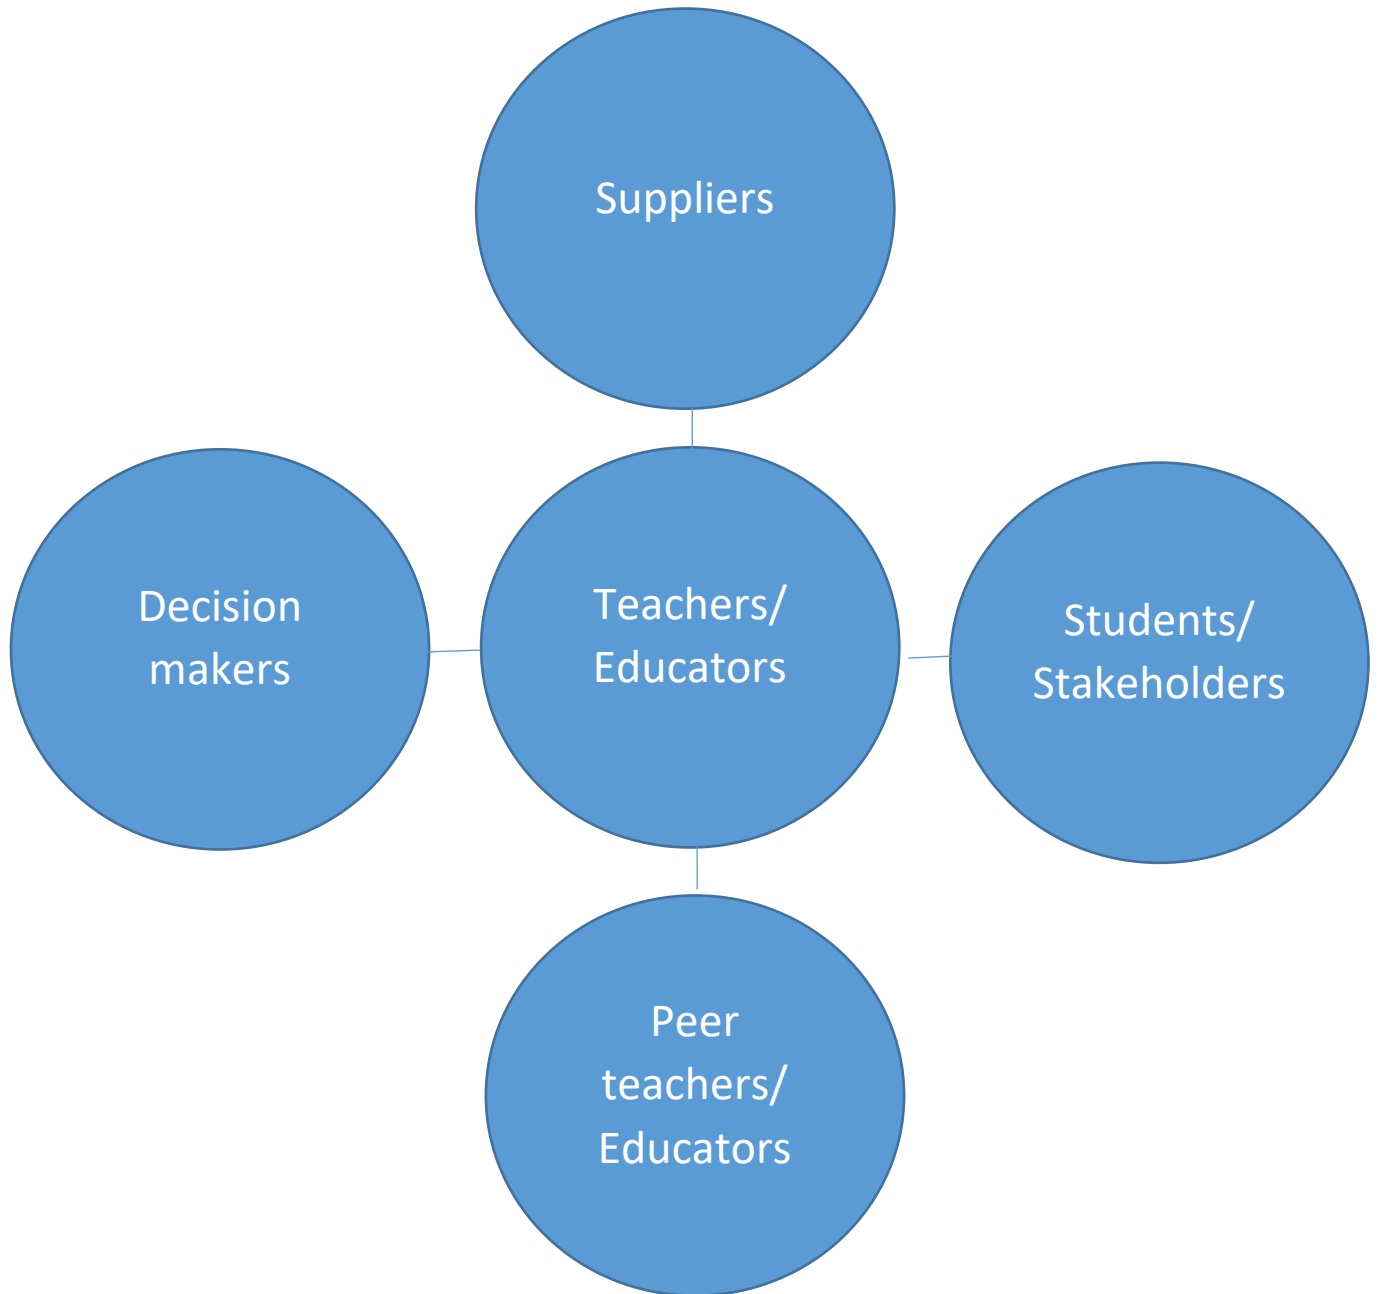 Suppliers
Decision
makers
Teachers/
Educators
Students/
Stakeholders
Peer
teachers/
Educators